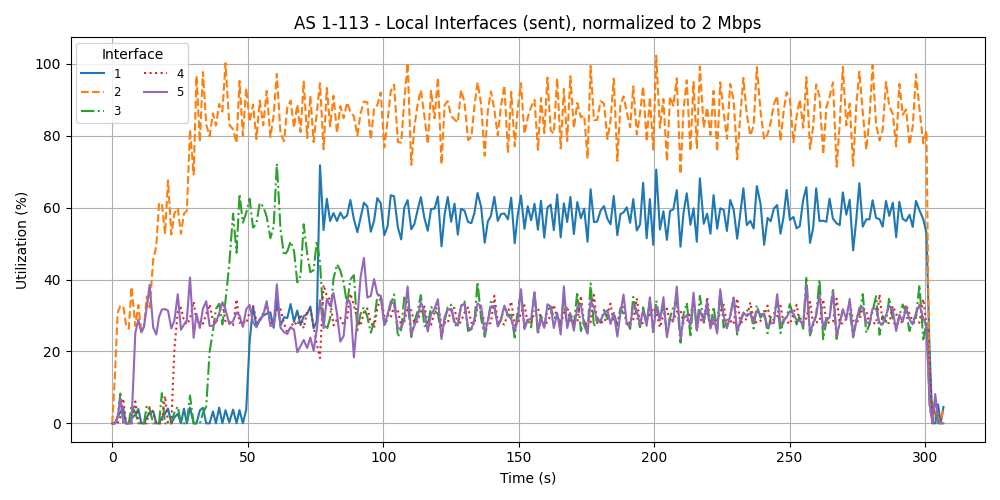 AS 1-113 - Local Interfaces (sent), normalized to 2 Mbps
Interface
1 4
2 5
3
Utilization (%)
100
80
60
40
20
0
0 50 100 150 200 250 300
Time (s)